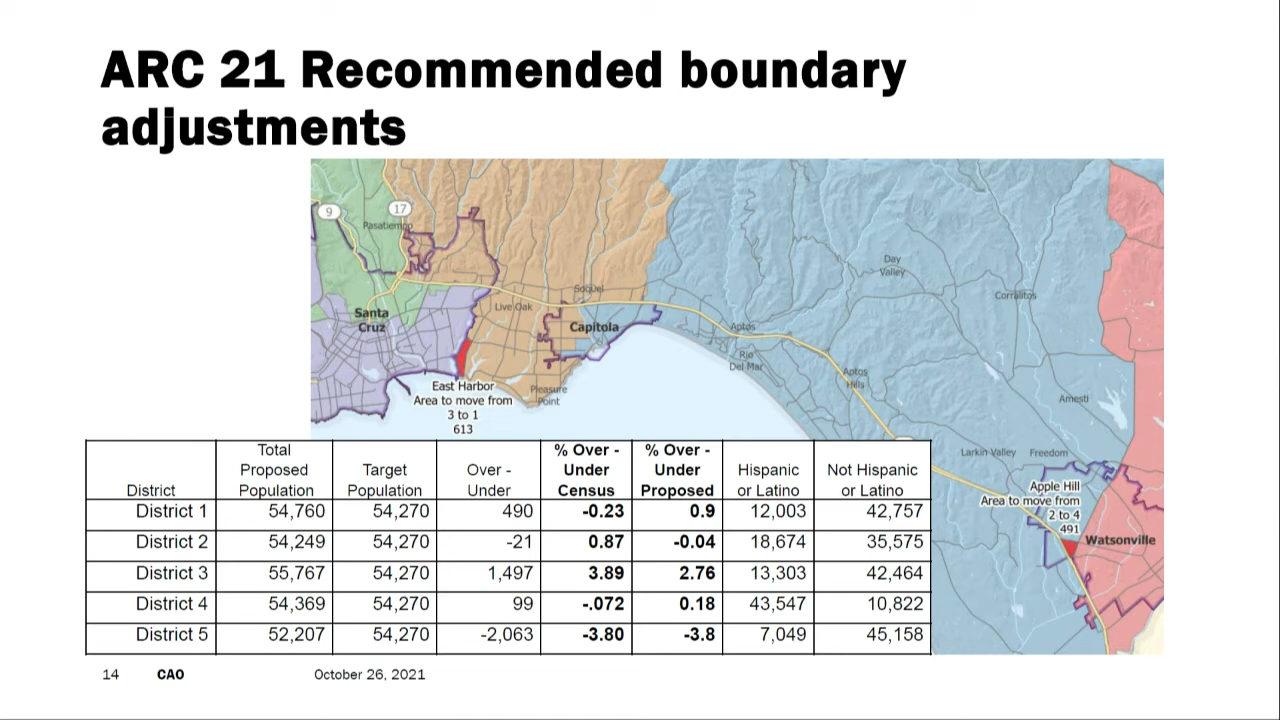 ARC 21 Recommended boundary
adjustments
9
17
Pasatiempo
Day
Valley
Soquel
Corralitos
Live Oak
Santa
Cruz
Capitola
Aptos
Rio
Del Mar
Aptos
Hills
East Harbor
Area to move from
3 to 1
613
Pleasure
Point
Amesti
Larkin Valley
Freedom
Apple Hill
Area to move from
2 to 4
491
Watsonville
District | Total Proposed Population | Target Population | Over - Under | % Over - Under Census | % Over - Under Proposed | Hispanic or Latino | Not Hispanic or Latino
District 1 | 54,760 | 54,270 | 490 | -0.23 | 0.9 | 12,003 | 42,757
District 2 | 54,249 | 54,270 | -21 | 0.87 | -0.04 | 18,674 | 35,575
District 3 | 55,767 | 54,270 | 1,497 | 3.89 | 2.76 | 13,303 | 42,464
District 4 | 54,369 | 54,270 | 99 | -.072 | 0.18 | 43,547 | 10,822
District 5 | 52,207 | 54,270 | -2,063 | -3.80 | -3.8 | 7,049 | 45,158
14 CAO October 26, 2021